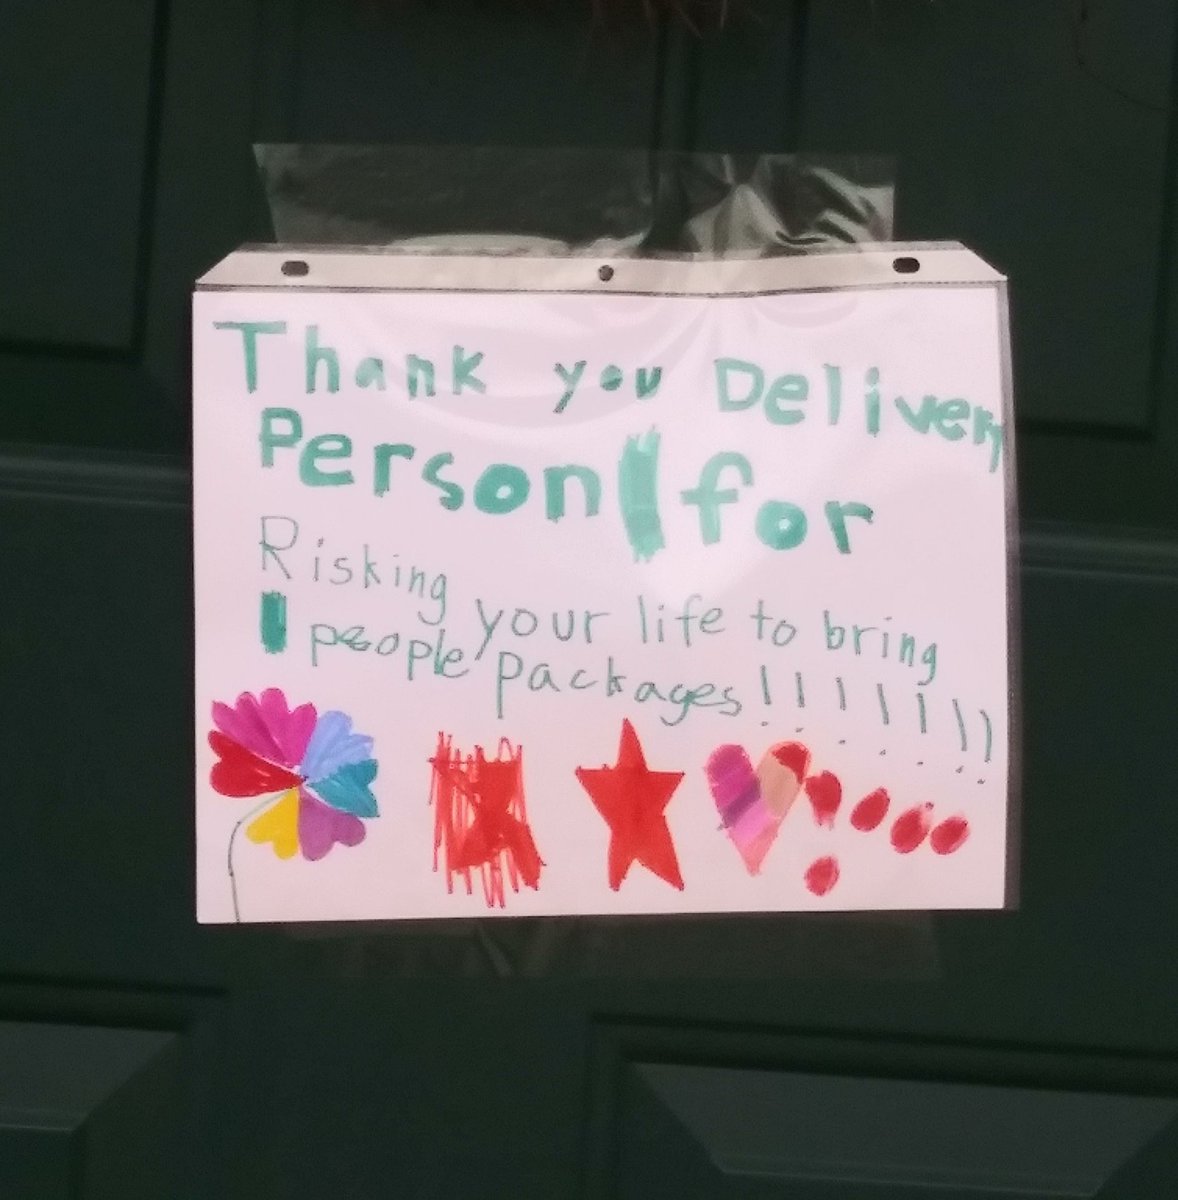 Thank you Delivery
Person for
Risking your life to bring
people packages!!!!!!!